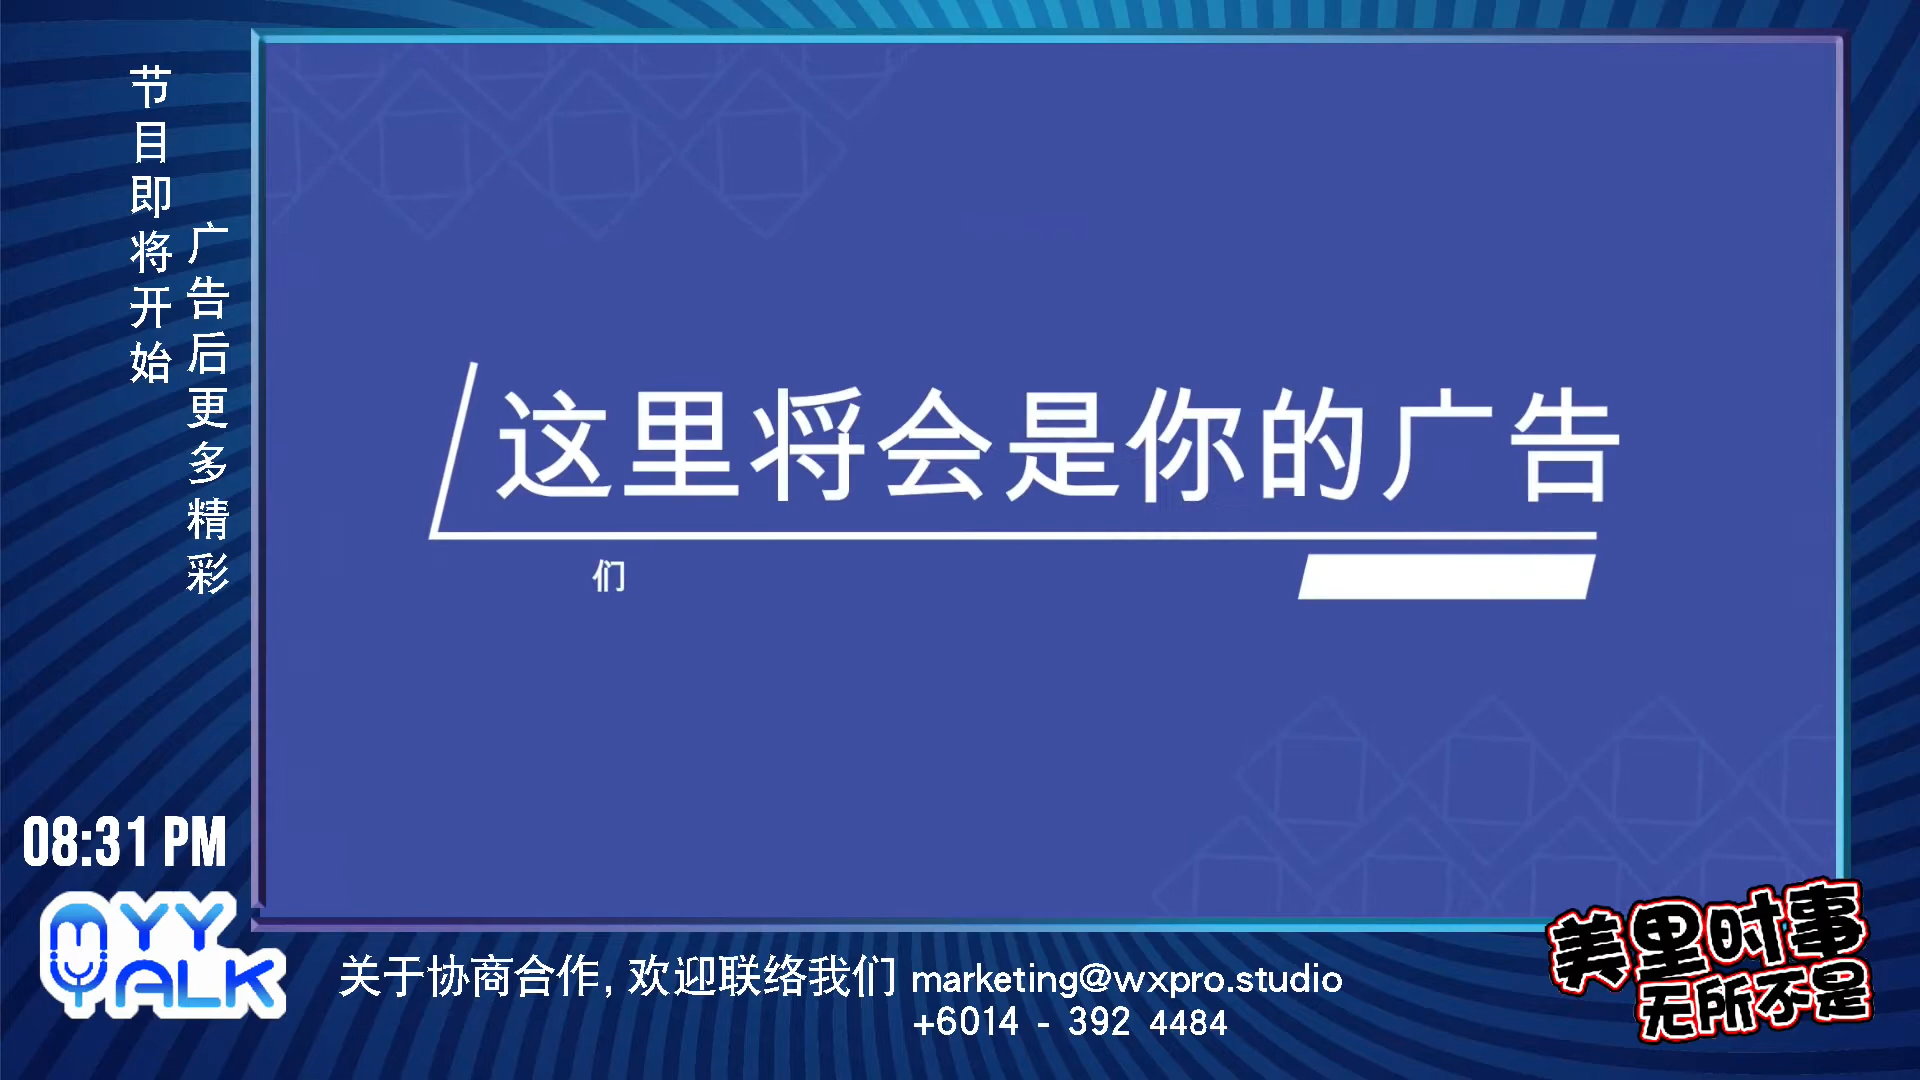 节目即将开始
广告后更多精彩
这里将会是你的广告
们
08:31 PM
MYY
YALK
关于协商合作, 欢迎联络我们 marketing@wxpro.studio
+6014 - 392 4484
美里时事
无所不是